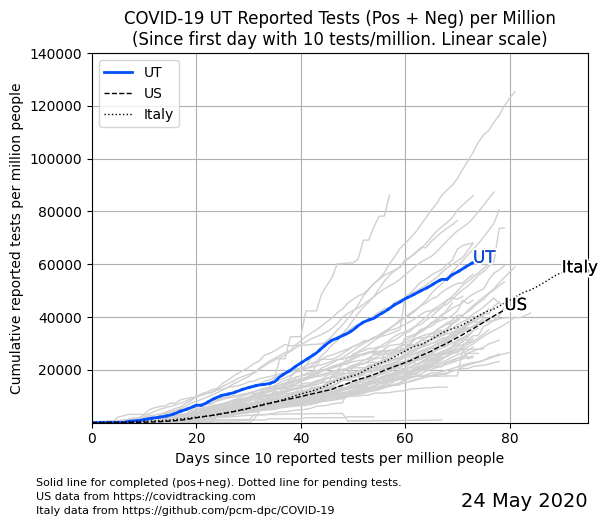 COVID-19 UT Reported Tests (Pos + Neg) per Million
(Since first day with 10 tests/million. Linear scale)
Cumulative reported tests per million people
140000
120000
100000
80000
60000
40000
20000
UT
US
Italy
UT
Italy
US
0 20 40 60 80
Days since 10 reported tests per million people
Solid line for completed (pos+neg). Dotted line for pending tests.
US data from https://covidtracking.com
Italy data from https://github.com/pcm-dpc/COVID-19
24 May 2020